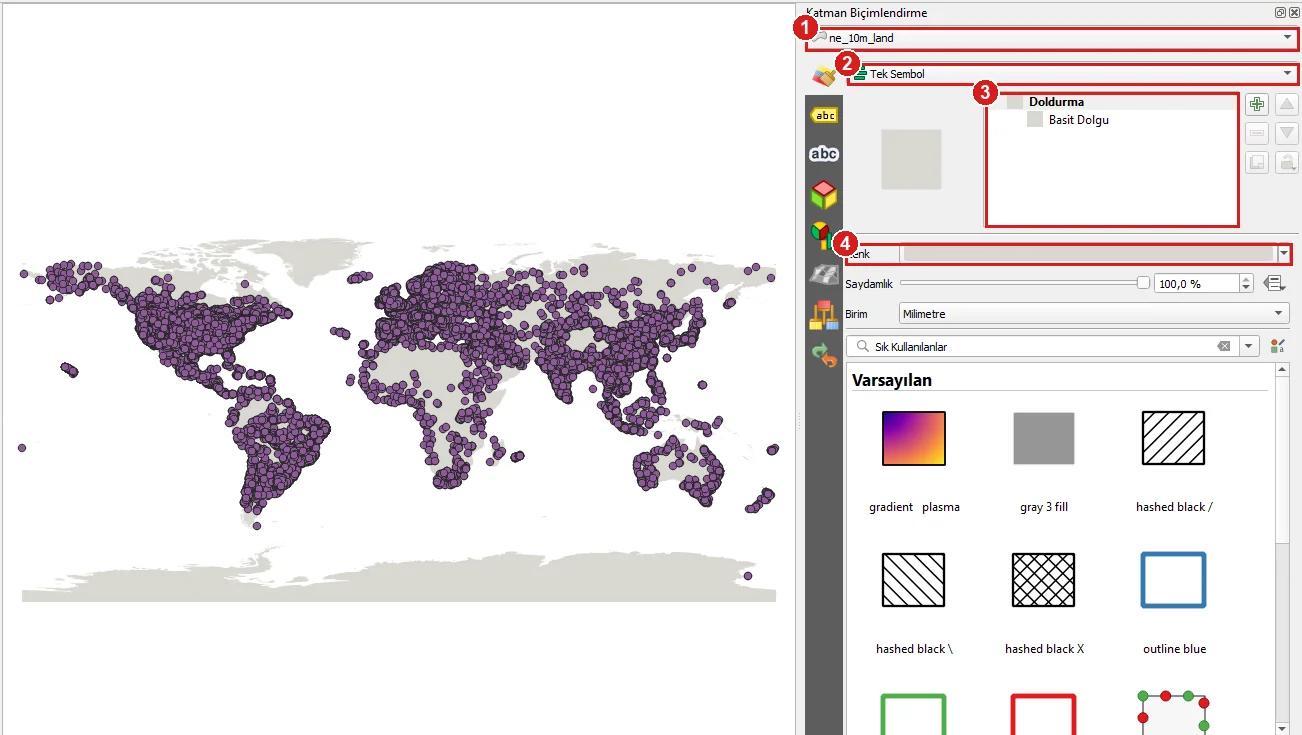 Katman Biçimlendirme
1
ne_10m_land
2
Tek Sembol
3
Doldurma
abc
Basit Dolgu
abc
4
enk
Saydamlık
100,0 %
Birim
Milimetre
Sık Kullanılanlar
Varsayılan
gradient plasma
gray 3 fill
hashed black /
hashed black \
hashed black X
outline blue